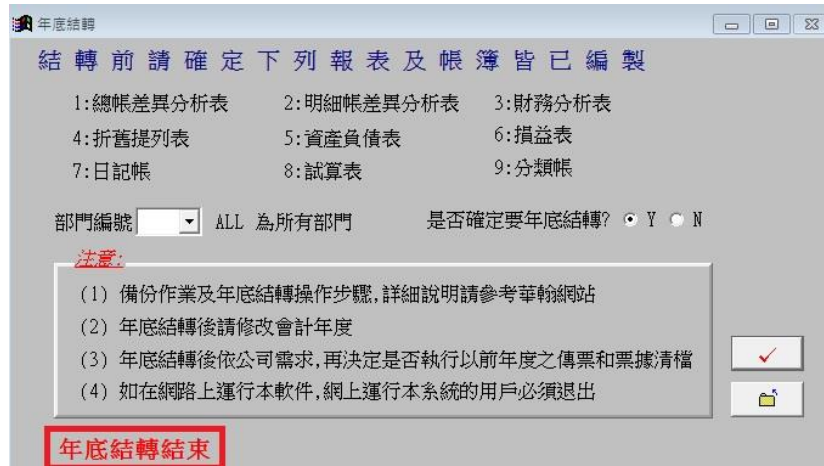 年底結轉
結轉前請確定下列報表及帳簿皆已編製
1:總帳差異分析表 2:明細帳差異分析表 3:財務分析表
4:折舊提列表 5:資產負債表 6:損益表
7:日記帳 8:試算表 9:分類帳
部門編號 ALL 為所有部門 是否確定要年底結轉? Y N
注意:
(1) 備份作業及年底結轉操作步驟,詳細說明請參考華翰網站
(2) 年底結轉後請修改會計年度
(3) 年底結轉後依公司需求,再決定是否執行以前年度之傳票和票據清檔
(4) 如在網路上運行本軟件,網上運行本系統的用戶必須退出
年底結轉結束